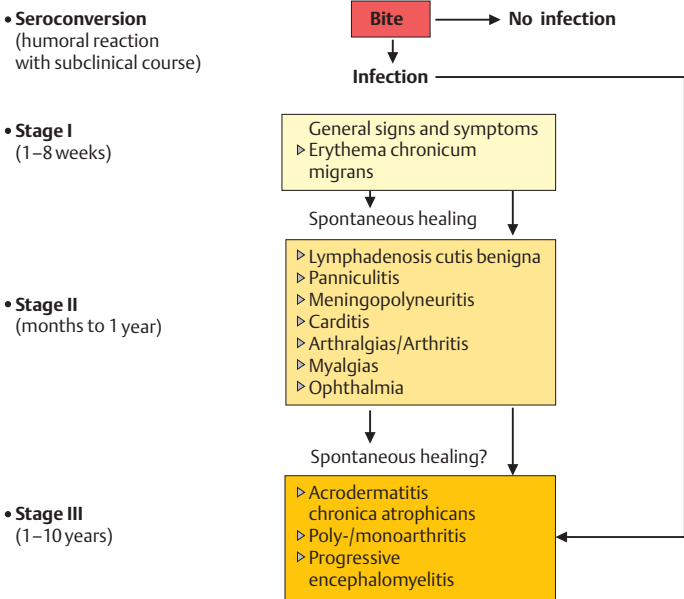 • Seroconversion
(humoral reaction
with subclinical course)
Bite
No infection
Infection
• Stage I
(1–8 weeks)
General signs and symptoms
Erythema chronicum
migrans
Spontaneous healing
• Stage II
(months to 1 year)
Lymphadenosis cutis benigna
Panniculitis
Meningopolyneuritis
Carditis
Arthralgias/Arthritis
Myalgias
Ophthalmia
Spontaneous healing?
• Stage III
(1–10 years)
Acrodermatitis
chronica atrophicans
Poly-/monoarthritis
Progressive
encephalomyelitis